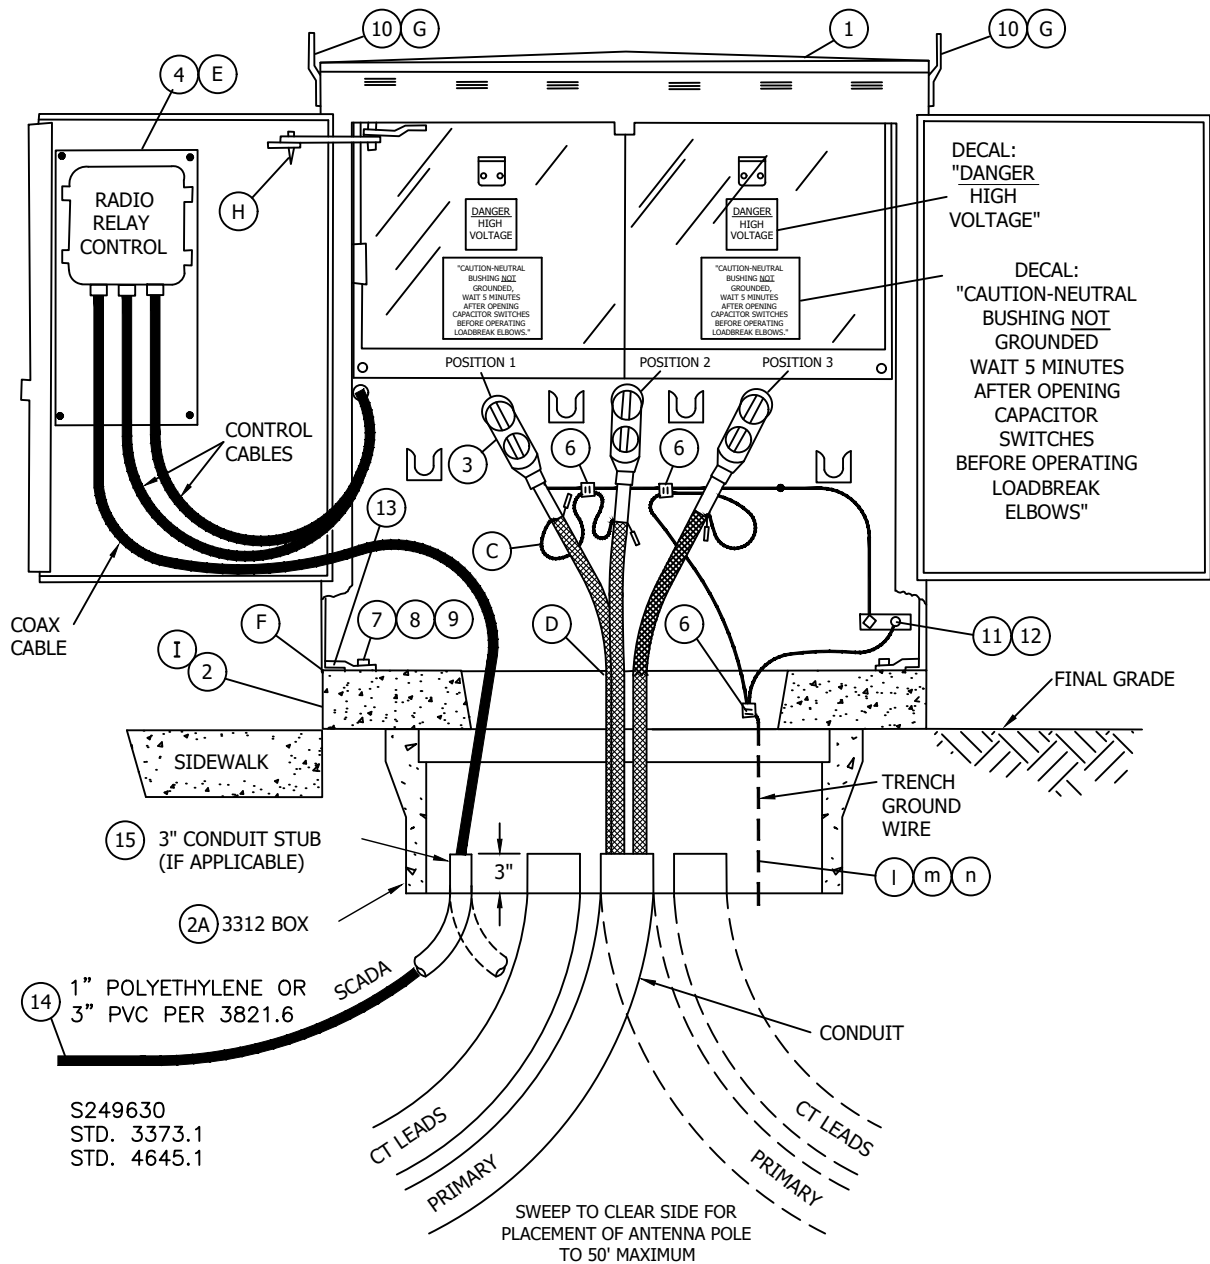 10 G
1
10 G
4 E
RADIO
RELAY
CONTROL
H
DANGER
HIGH
VOLTAGE
"CAUTION-NEUTRAL
BUSHING NOT
GROUNDED,
WAIT 5 MINUTES
AFTER OPENING
CAPACITOR SWITCHES
BEFORE OPERATING
LOADBREAK ELBOWS."
DANGER
HIGH
VOLTAGE
"CAUTION-NEUTRAL
BUSHING NOT
GROUNDED,
WAIT 5 MINUTES
AFTER OPENING
CAPACITOR SWITCHES
BEFORE OPERATING
LOADBREAK ELBOWS."
DECAL:
"DANGER
HIGH
VOLTAGE"
DECAL:
"CAUTION-NEUTRAL
BUSHING NOT
GROUNDED
WAIT 5 MINUTES
AFTER OPENING
CAPACITOR
SWITCHES
BEFORE OPERATING
LOADBREAK
ELBOWS"
POSITION 1
POSITION 2
POSITION 3
CONTROL
CABLES
3
6
6
13
C
COAX
CABLE
F
7 8 9
D
6
11 12
I
2
FINAL GRADE
SIDEWALK
TRENCH
GROUND
WIRE
15
3" CONDUIT STUB
(IF APPLICABLE)
3"
l m n
2A 3312 BOX
14
1" POLYETHYLENE OR
3" PVC PER 3821.6
SCADA
CONDUIT
S249630
STD. 3373.1
STD. 4645.1
CT LEADS
PRIMARY
CT LEADS
PRIMARY
SWEEP TO CLEAR SIDE FOR
PLACEMENT OF ANTENNA POLE
TO 50' MAXIMUM